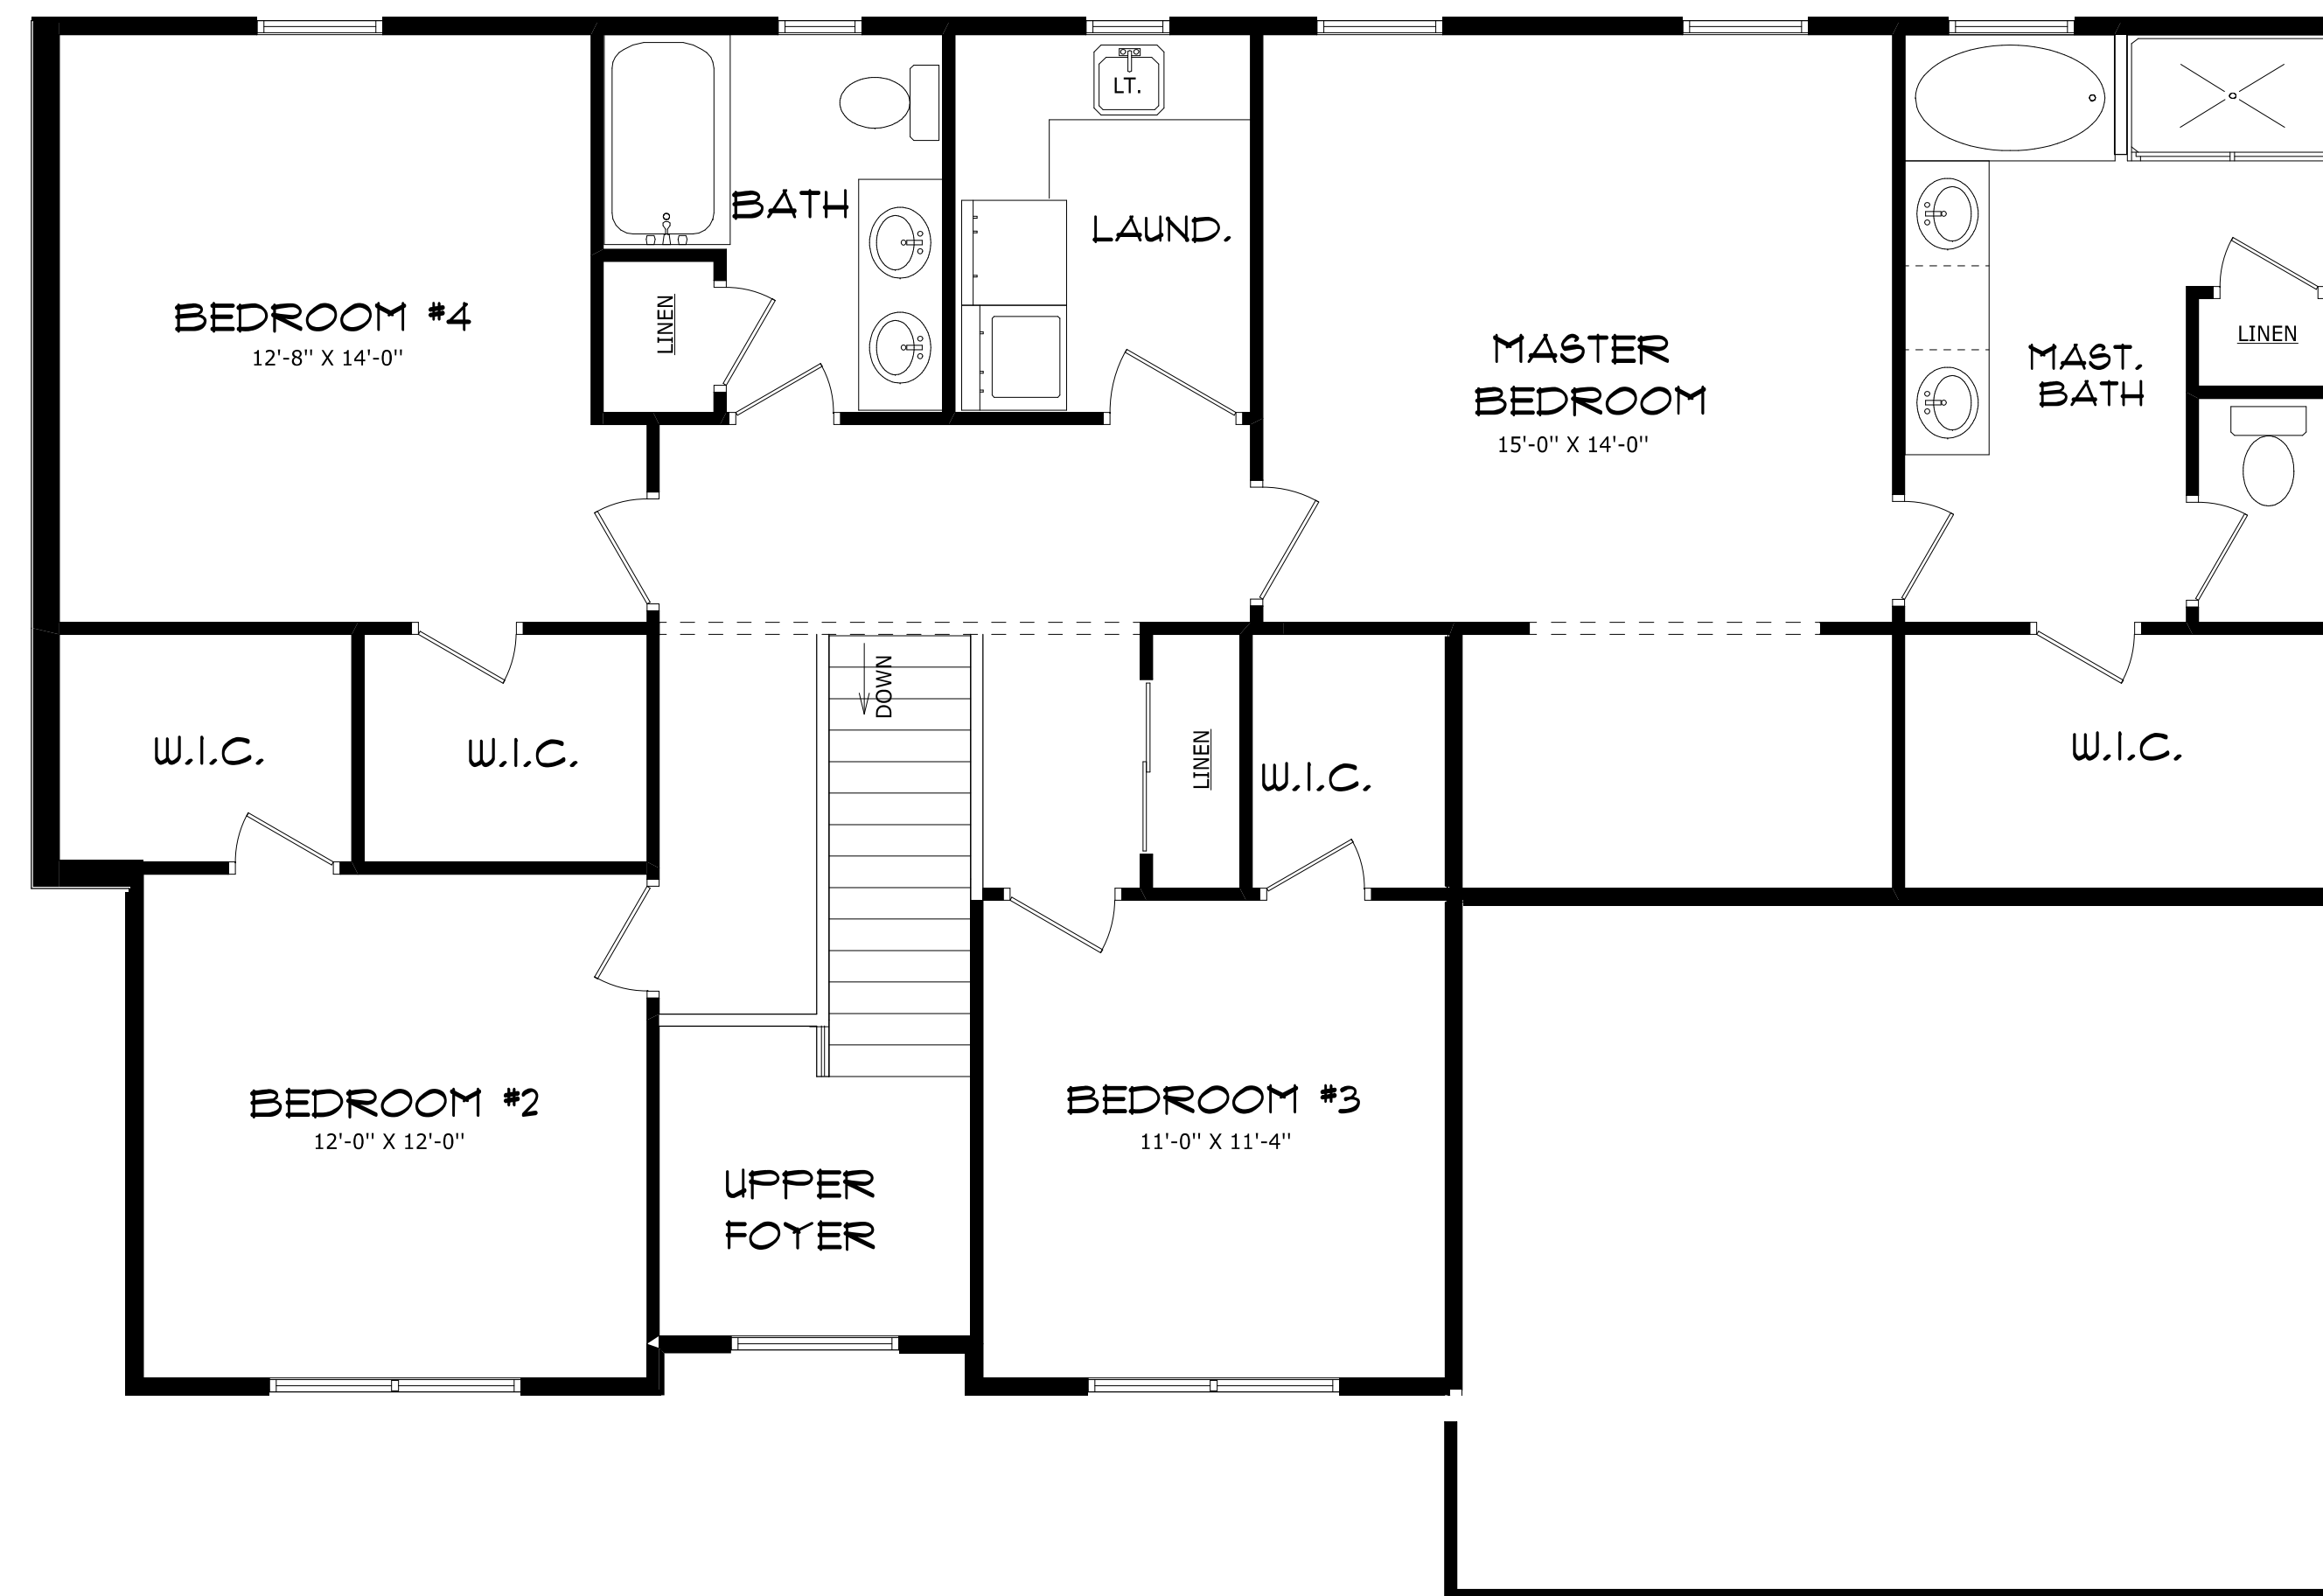 LT.
BATH
LAUND.
BEDROOM #4
12'-8" X 14'-0"
LINEN
MASTER
BEDROOM
15'-0" X 14'-0"
MAST.
BATH
LINEN
DOWN
W.I.C.
W.I.C.
LINEN
W.I.C.
W.I.C.
BEDROOM #2
12'-0" X 12'-0"
UPPER
FOYER
BEDROOM #3
11'-0" X 11'-4"